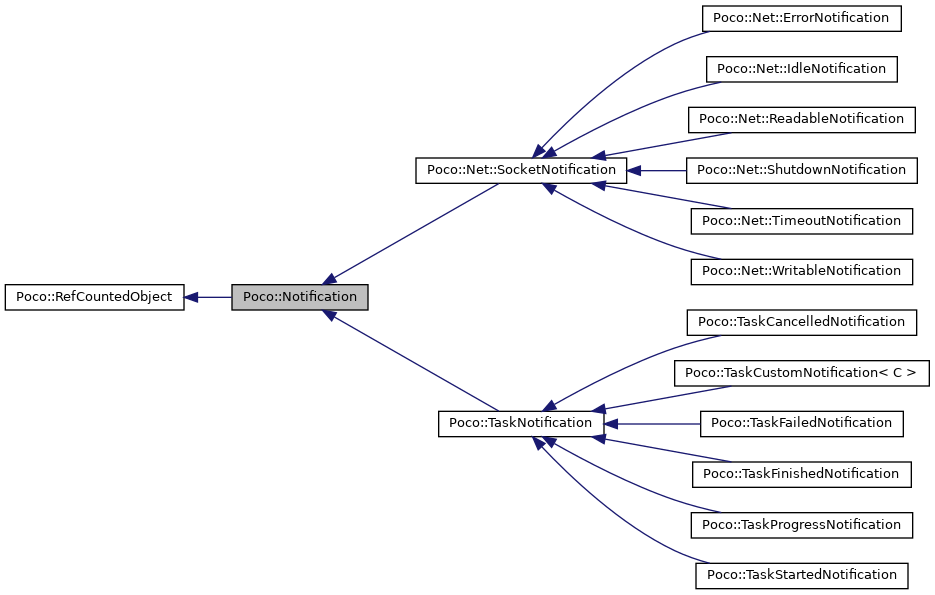 Poco::Net::ErrorNotification
Poco::Net::IdleNotification
Poco::Net::ReadableNotification
Poco::Net::SocketNotification
Poco::Net::ShutdownNotification
Poco::Net::TimeoutNotification
Poco::Net::WritableNotification
Poco::RefCountedObject
Poco::Notification
Poco::TaskCancelledNotification
Poco::TaskCustomNotification< C >
Poco::TaskNotification
Poco::TaskFailedNotification
Poco::TaskFinishedNotification
Poco::TaskProgressNotification
Poco::TaskStartedNotification